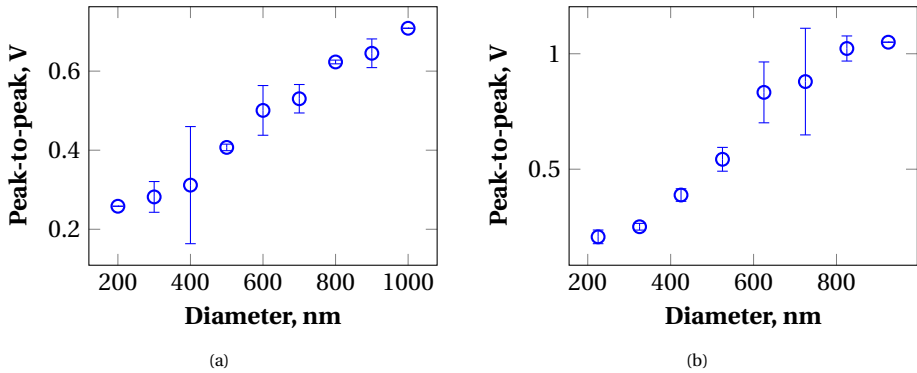 Peak-to-peak, V
0.6
0.4
0.2
200 400 600 800 1000
Diameter, nm
(a)
Peak-to-peak, V
1
0.5
200 400 600 800
Diameter, nm
(b)